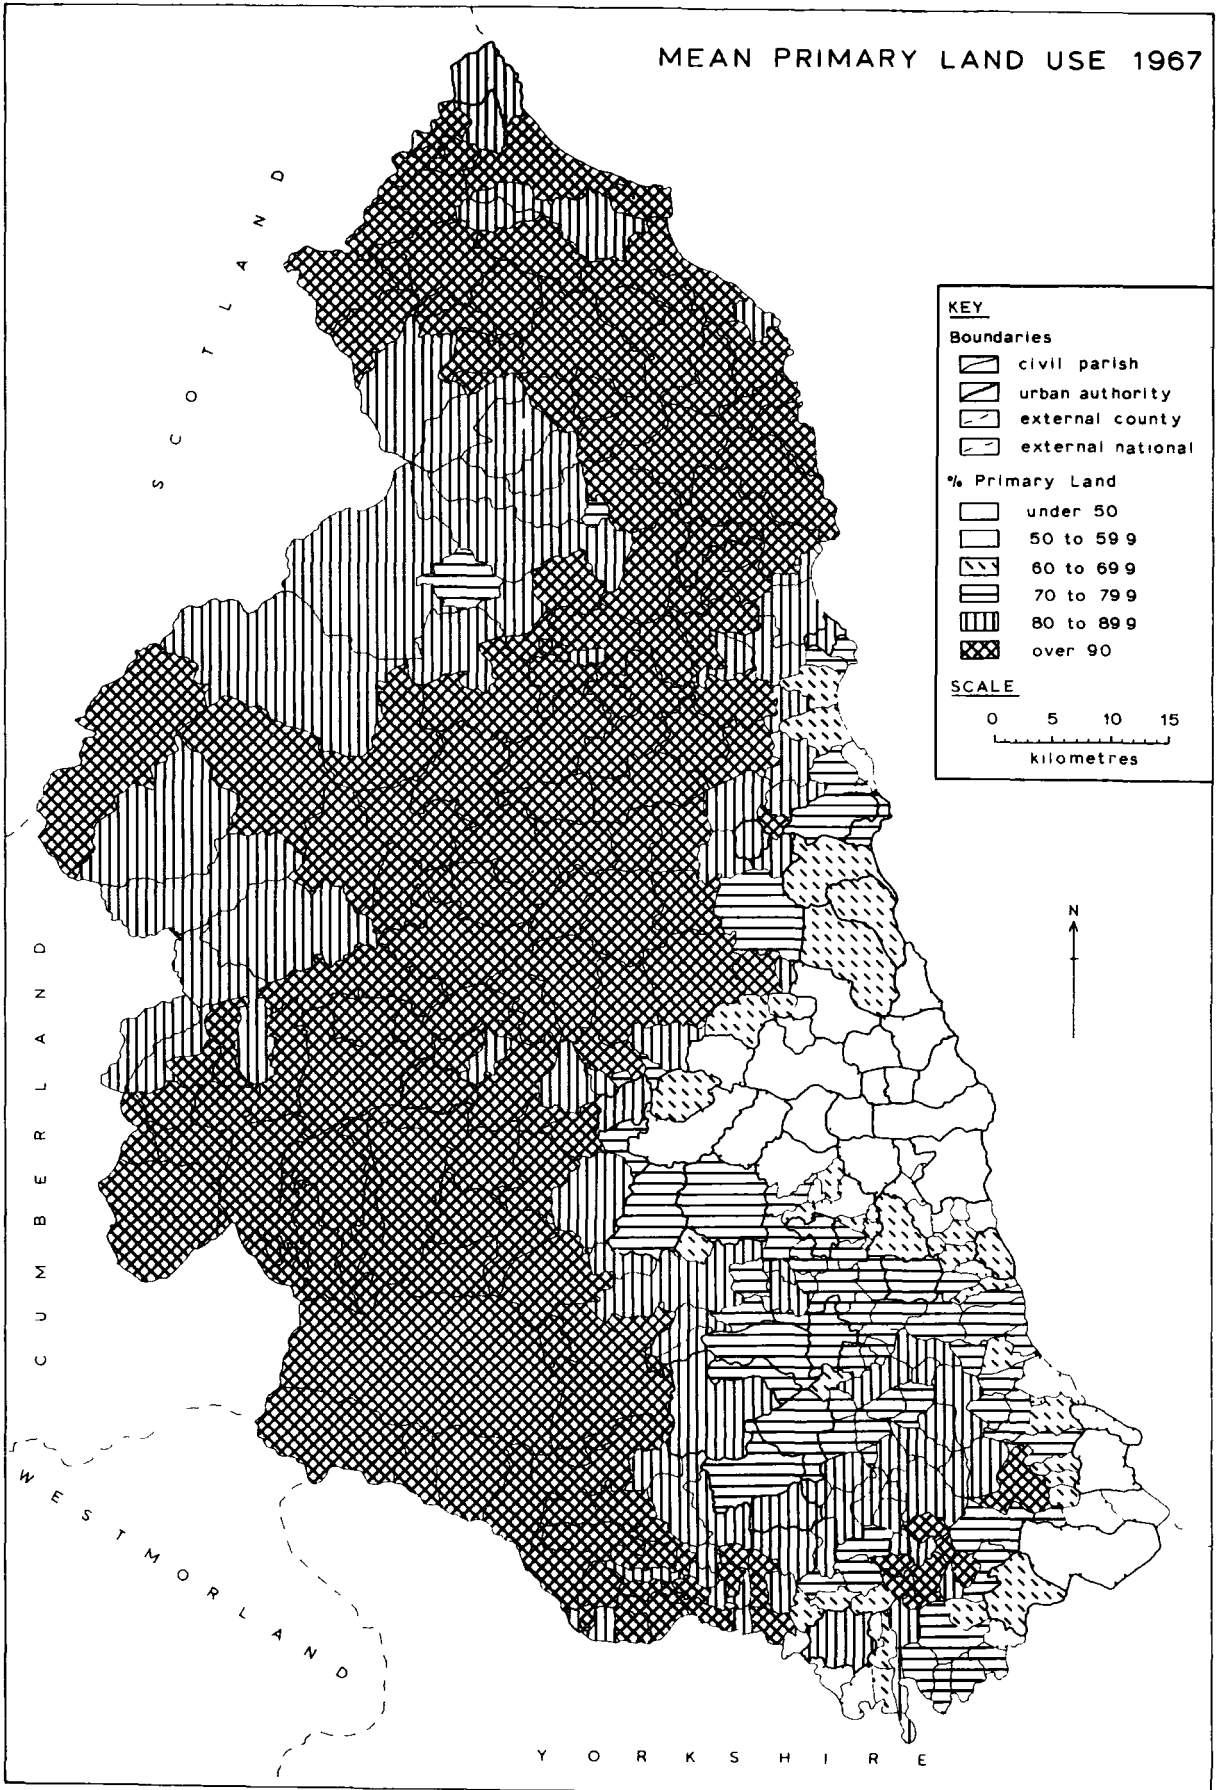 MEAN PRIMARY LAND USE 1967
SCOTLAND
KEY
Boundaries
civil parish
urban authority
external county
external national
% Primary Land
under 50
50 to 59 9
60 to 69 9
70 to 79 9
80 to 89 9
over 90
SCALE
0 5 10 15
kilometres
N
CUMBERLAND
WESTMORLAND
YORKSHIRE